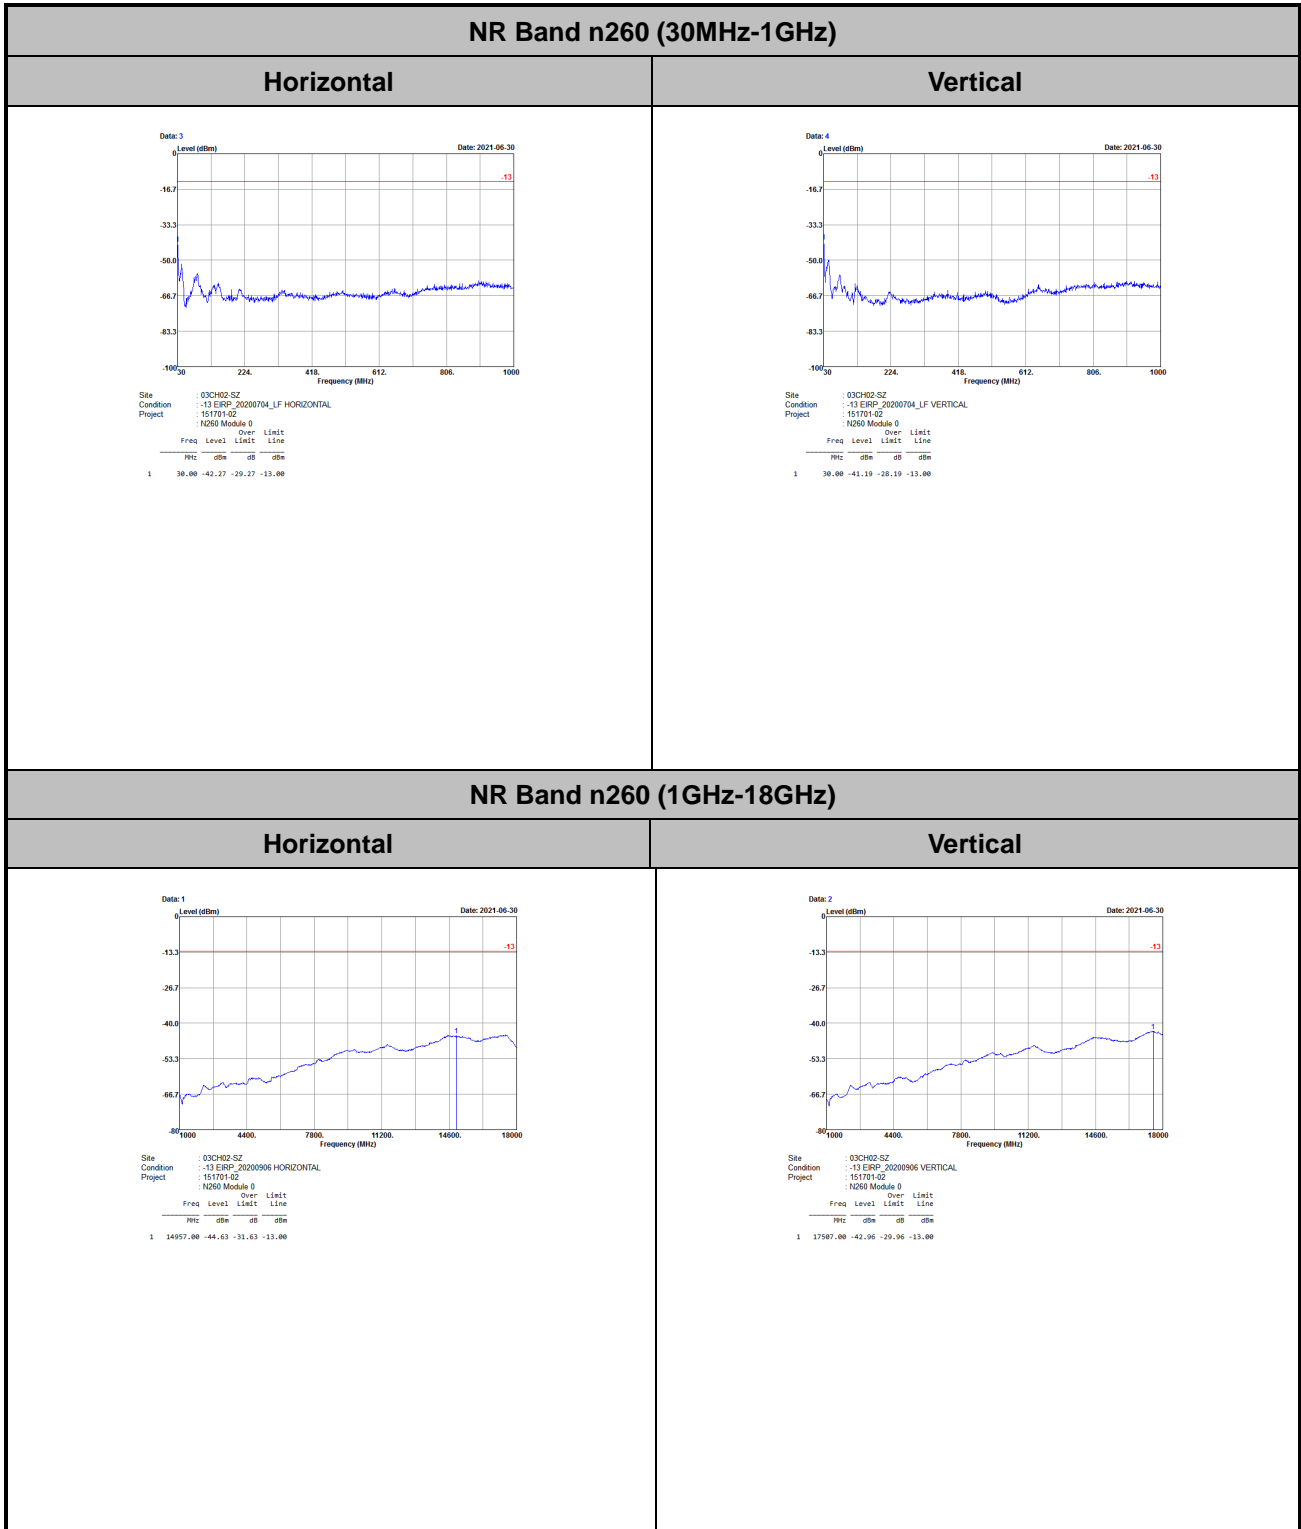 NR Band n260 (30MHz-1GHz)
Horizontal
Vertical
Data: 3
Level (dBm)
Date: 2021-06-30
0
-13
-16.7
-33.3
-50.0
-66.7
-83.3
-100
30
224.
418.
612.
806.
1000
Frequency (MHz)
Site : 03CH02-SZ
Condition : -13 EIRP_20200704_LF HORIZONTAL
Project : 151701-02
: N260 Module 0
Over Limit
Freq Level Limit Line
MHz dBm dB dBm
1 30.00 -42.27 -29.27 -13.00
Data: 4
Level (dBm)
Date: 2021-06-30
0
-13
-16.7
-33.3
-50.0
-66.7
-83.3
-100
30
224.
418.
612.
806.
1000
Frequency (MHz)
Site : 03CH02-SZ
Condition : -13 EIRP_20200704_LF VERTICAL
Project : 151701-02
: N260 Module 0
Over Limit
Freq Level Limit Line
MHz dBm dB dBm
1 30.00 -41.19 -28.19 -13.00
NR Band n260 (1GHz-18GHz)
Horizontal
Vertical
Data: 1
Level (dBm)
Date: 2021-06-30
0
-13
-13.3
-26.7
-40.0
1
-53.3
-66.7
-80
1000
4400.
7800.
11200.
14600.
18000
Frequency (MHz)
Site : 03CH02-SZ
Condition : -13 EIRP_20200906 HORIZONTAL
Project : 151701-02
: N260 Module 0
Over Limit
Freq Level Limit Line
MHz dBm dB dBm
1 14957.00 -44.63 -31.63 -13.00
Data: 2
Level (dBm)
Date: 2021-06-30
0
-13
-13.3
-26.7
-40.0
1
-53.3
-66.7
-80
1000
4400.
7800.
11200.
14600.
18000
Frequency (MHz)
Site : 03CH02-SZ
Condition : -13 EIRP_20200906 VERTICAL
Project : 151701-02
: N260 Module 0
Over Limit
Freq Level Limit Line
MHz dBm dB dBm
1 17507.00 -42.96 -29.96 -13.00